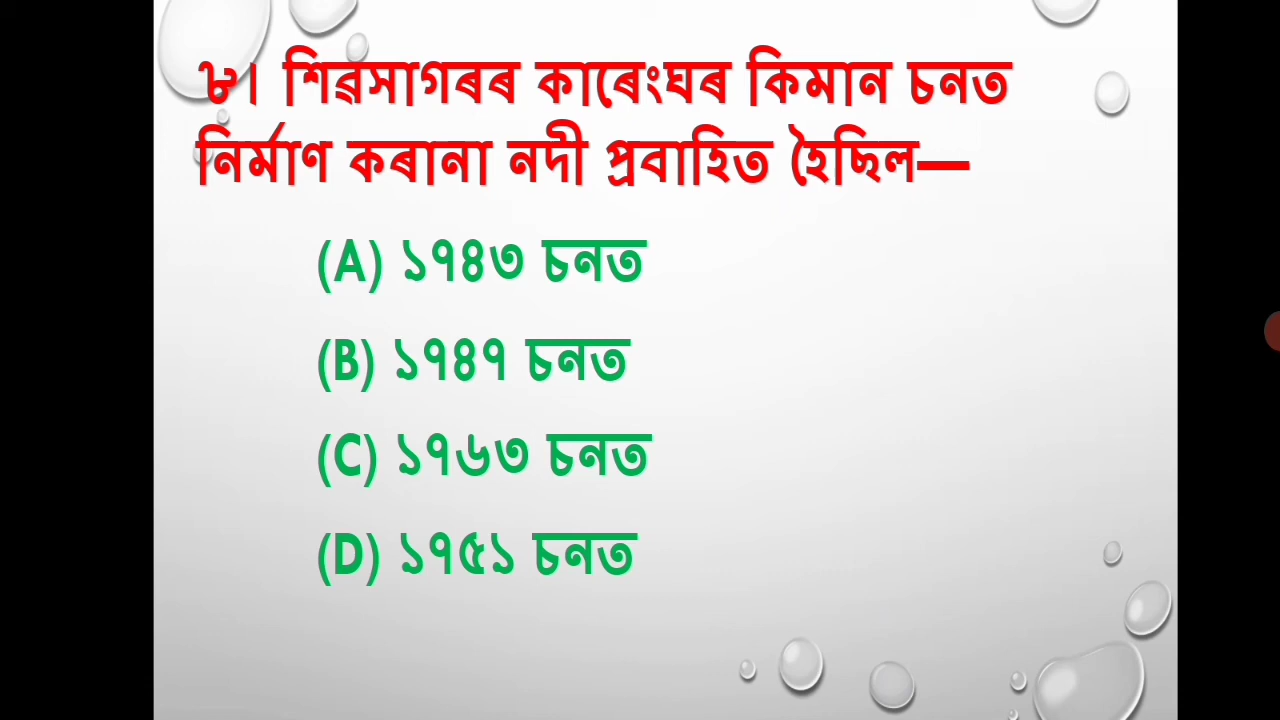 ৮। শিৱসাগৰৰ কাৰেংঘৰ কিমান চনত
নিৰ্মাণ কৰানা নদী প্ৰবাহিত হৈছিল—
(A) ১৭৪৩ চনত
(B) ১৭৪৭ চনত
(C) ১৭৬৩ চনত
(D) ১৭৫১ চনত